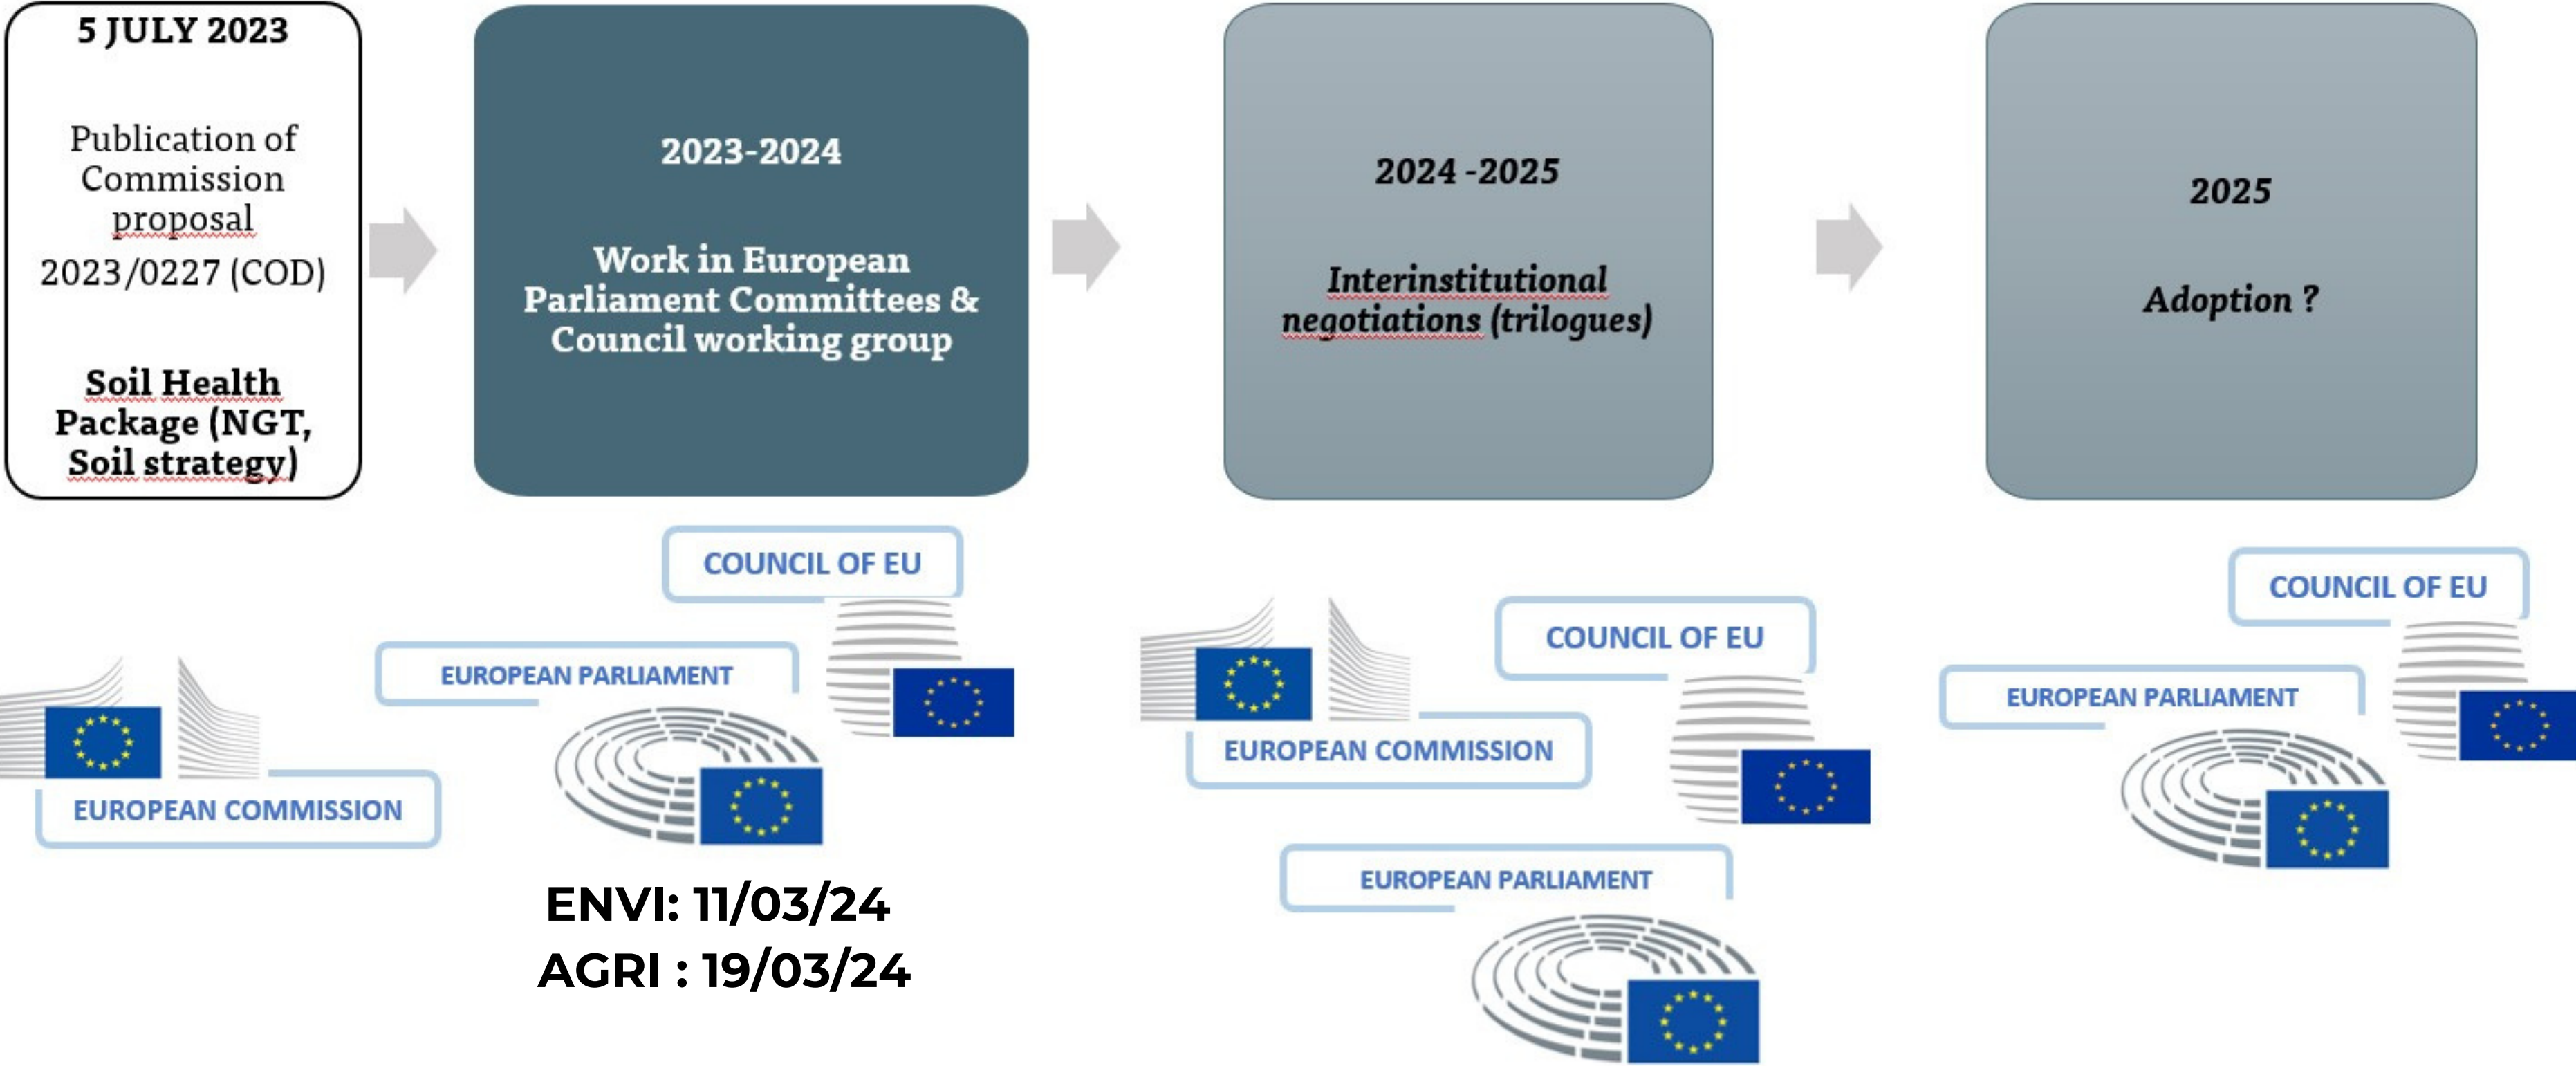 5 JULY 2023
Publication of
Commission
proposal
2023/0227 (COD)
Soil Health
Package (NGT,
Soil strategy)
2023-2024
Work in European
Parliament Committees &
Council working group
2024 -2025
Interinstitutional
negotiations (trilogues)
2025
Adoption ?
EUROPEAN COMMISSION
COUNCIL OF EU
EUROPEAN PARLIAMENT
ENVI: 11/03/24
AGRI : 19/03/24
COUNCIL OF EU
EUROPEAN COMMISSION
EUROPEAN PARLIAMENT
COUNCIL OF EU
EUROPEAN PARLIAMENT